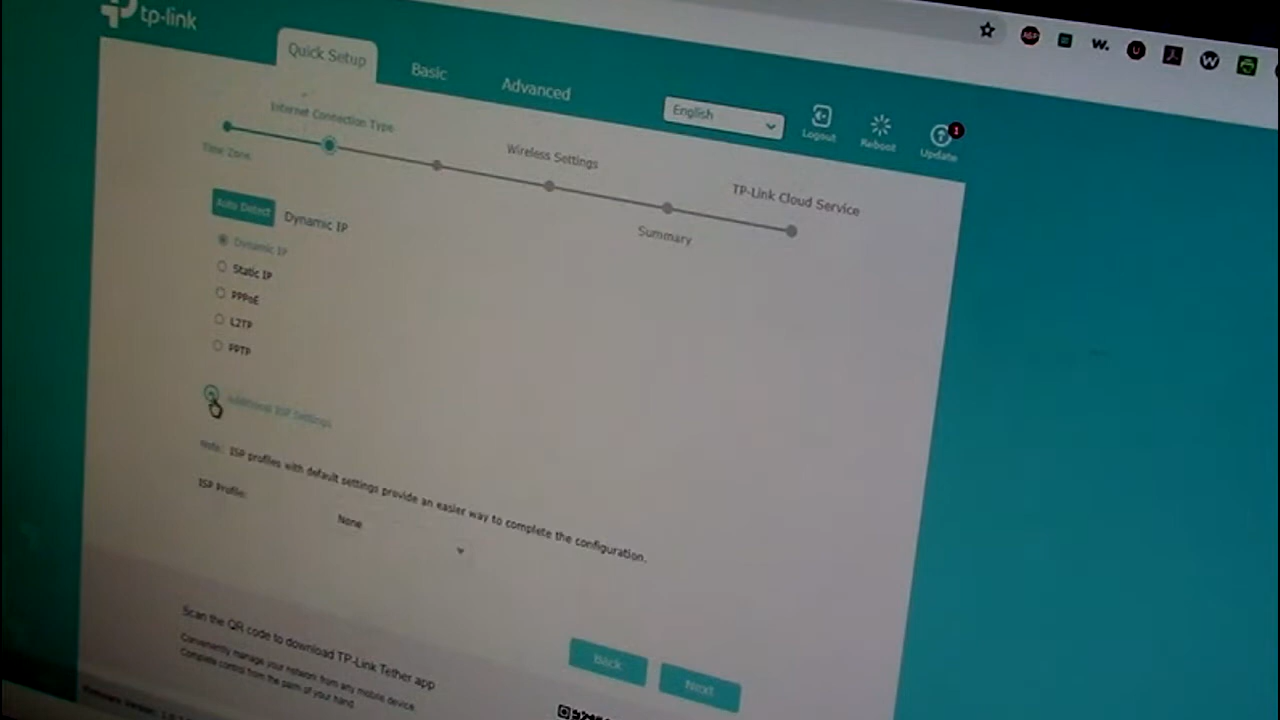 tp-link
Quick Setup
Basic
Advanced
English
Logout
Reboot
Update
1
Internet Connection Type
Wireless Settings
TP-Link Cloud Service
Time Zone
Summary
Auto Detect
Dynamic IP
Dynamic IP
Static IP
PPPoE
L2TP
PPTP
Additional ISP Settings
Note: ISP profiles with default settings provide an easier way to complete the configuration.
ISP Profile:
None
Back
Next
Scan the QR code to download TP-Link Tether app
Conveniently manage your network from any mobile device.
Complete control from the palm of your hand.
Firmware Version: